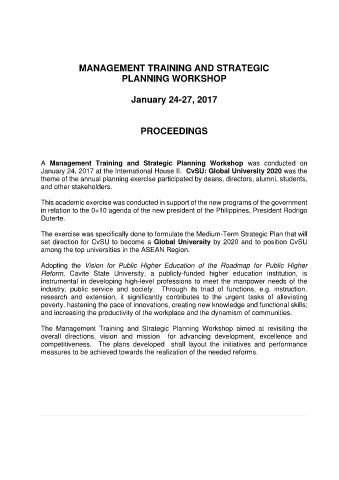 MANAGEMENT TRAINING AND STRATEGIC
PLANNING WORKSHOP
January 24-27, 2017
PROCEEDINGS
A Management Training and Strategic Planning Workshop was conducted on
January 24, 2017 at the International House II. CvSU: Global University 2020 was the
theme of the annual planning exercise participated by deans, directors, alumni, students,
and other stakeholders.
This academic exercise was conducted in support of the new programs of the government
in relation to the 0+10 agenda of the new president of the Philippines, President Rodrigo
Duterte.
The exercise was specifically done to formulate the Medium-Term Strategic Plan that will
set direction for CvSU to become a Global University by 2020 and to position CvSU
among the top universities in the ASEAN Region.
Adopting the Vision for Public Higher Education of the Roadmap for Public Higher
Reform, Cavite State University, a publicly-funded higher education institution, is
instrumental in developing high-level professions to meet the manpower needs of the
industry, public service and society. Through its triad of functions, e.g. instruction,
research and extension, it significantly contributes to the urgent tasks of alleviating
poverty, hastening the pace of innovations, creating new knowledge and functional skills;
and increasing the productivity of the workplace and the dynamism of communities.
The Management Training and Strategic Planning Workshop aimed at revisiting the
overall directions, vision and mission for advancing development, excellence and
competitiveness. The plans developed shall layout the initiatives and performance
measures to be achieved towards the realization of the needed reforms.